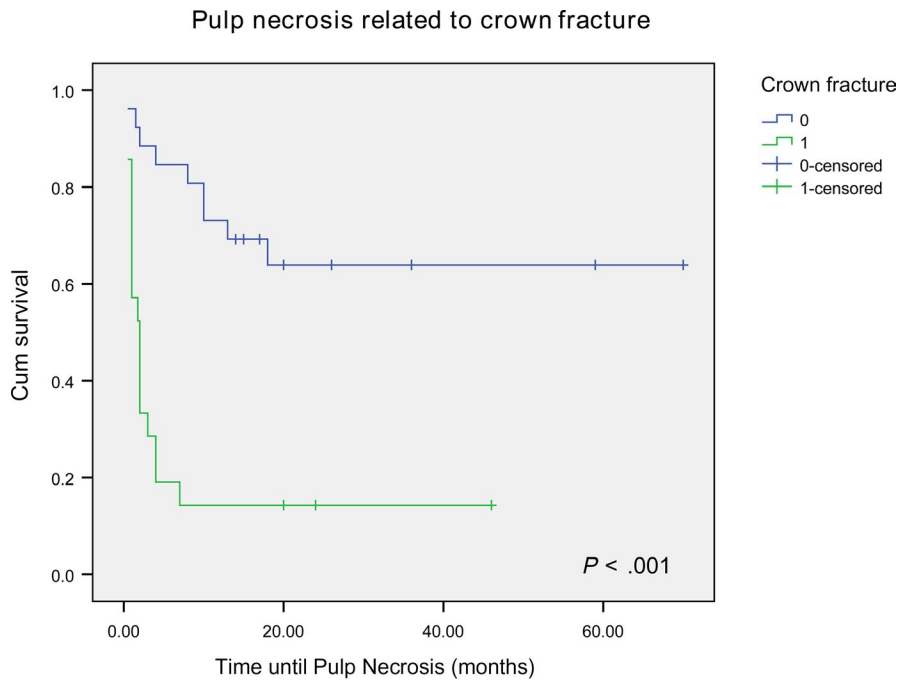 Pulp necrosis related to crown fracture
Crown fracture
0
1
0-censored
1-censored
Cum survival
1.0
0.8
0.6
0.4
0.2
0.0
P < .001
0.00 20.00 40.00 60.00
Time until Pulp Necrosis (months)